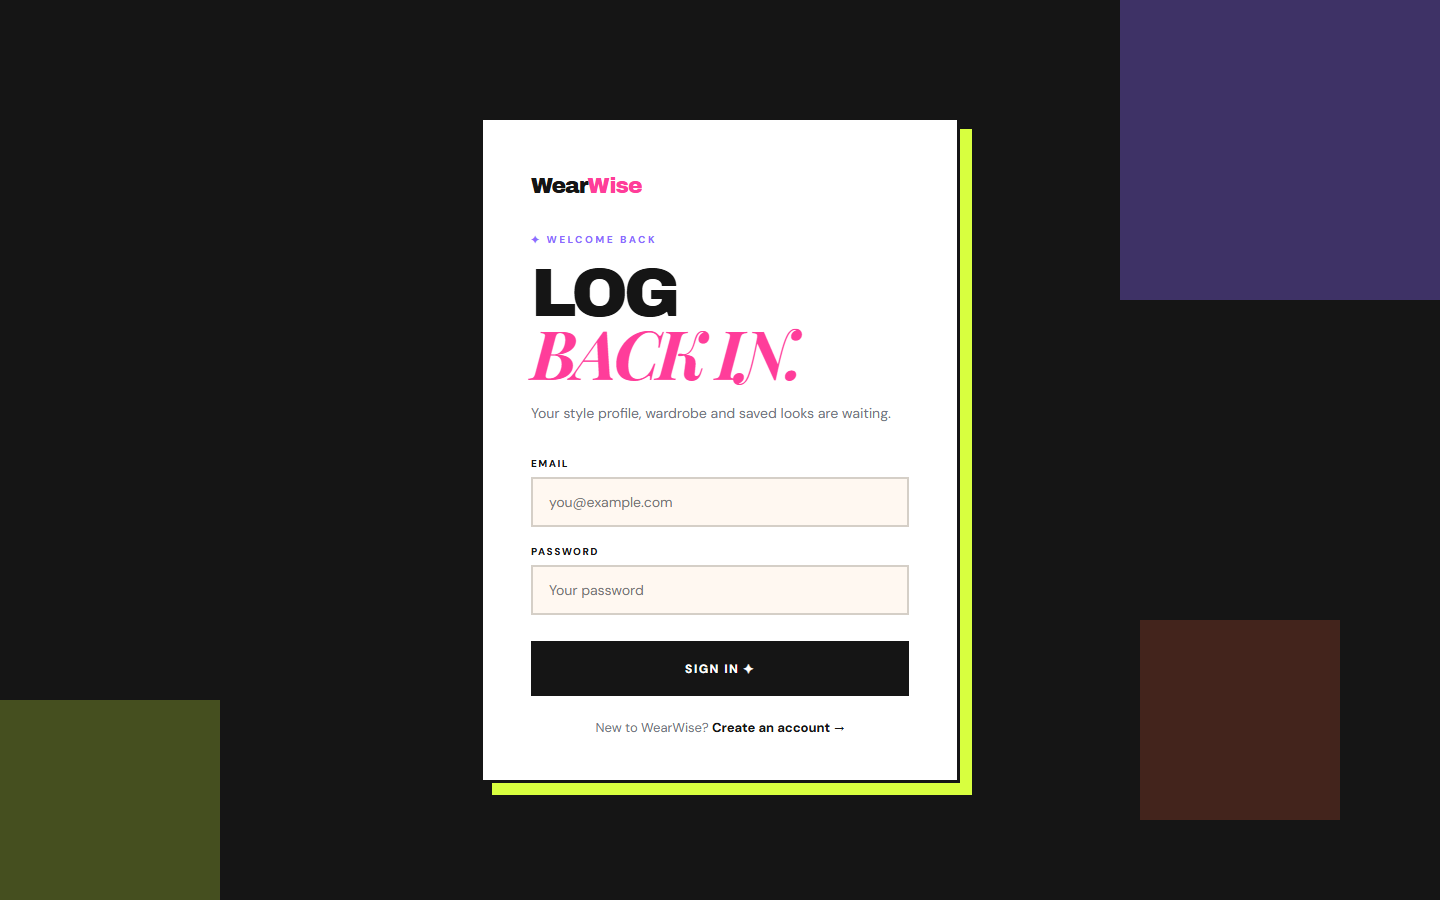 WearWise
✦ WELCOME BACK
LOG
BACK IN.
Your style profile, wardrobe and saved looks are waiting.
EMAIL
you@example.com
PASSWORD
Your password
SIGN IN ✦
New to WearWise? Create an account →